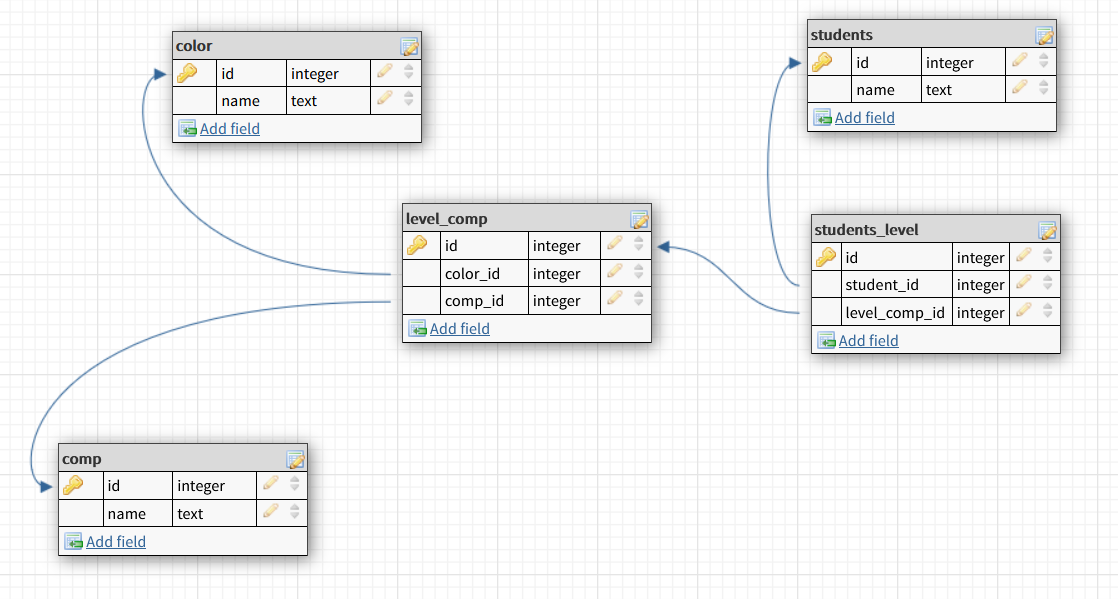 color
id integer
name text
Add field
students
id integer
name text
Add field
level_comp
id integer
color_id integer
comp_id integer
Add field
students_level
id integer
student_id integer
level_comp_id integer
Add field
comp
id integer
name text
Add field